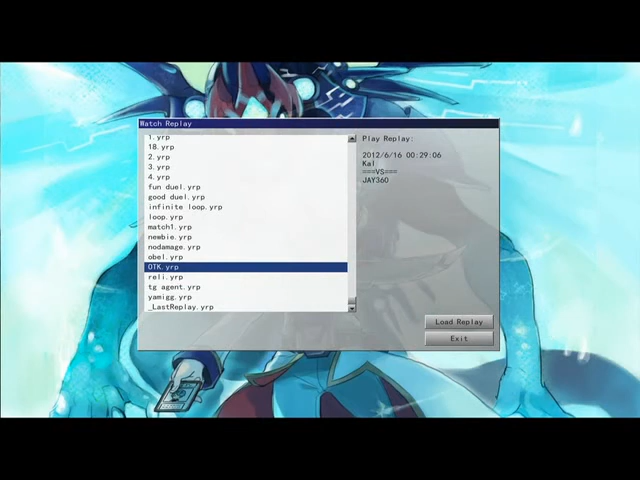 Watch Replay
1.yrp
18.yrp
2.yrp
3.yrp
4.yrp
fun duel.yrp
good duel.yrp
infinite loop.yrp
loop.yrp
match1.yrp
newbie.yrp
nodamage.yrp
obel.yrp
OTK.yrp
reli.yrp
tg agent.yrp
yamigg.yrp
_LastReplay.yrp
Play Replay:
2012/6/16 00:29:06
Kal
===VS===
JAY360
Load Replay
Exit